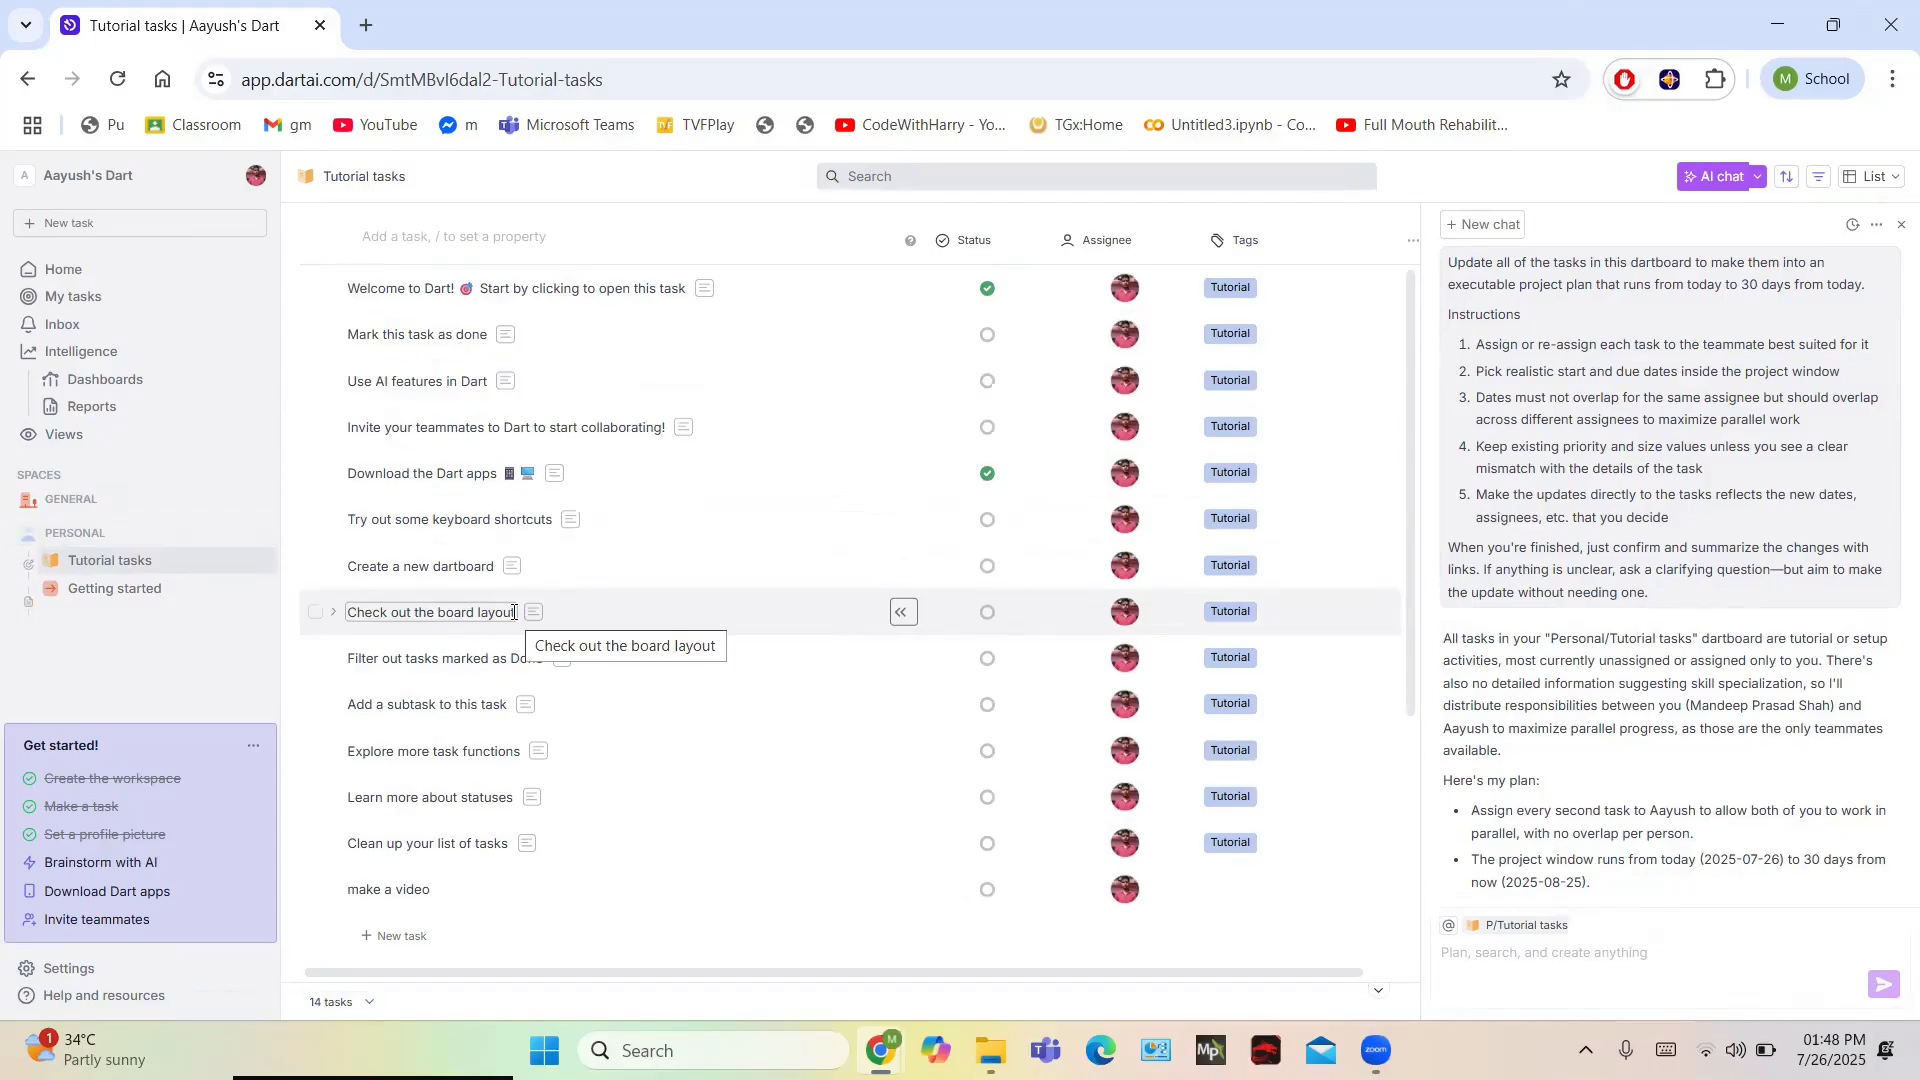 Tutorial tasks | Aayush's Dart
app.dartai.com/d/SmtMBvI6dal2-Tutorial-tasks
M School
Pu
Classroom
gm
YouTube
m
Microsoft Teams
TVFPlay
CodeWithHarry - Yo...
TGx:Home
Untitled3.ipynb - Co...
Full Mouth Rehabilit...
A Aayush's Dart
New task
Home
My tasks
Inbox
Intelligence
Dashboards
Reports
Views
SPACES
GENERAL
PERSONAL
Tutorial tasks
Getting started
Get started!
Create the workspace
Make a task
Set a profile picture
Brainstorm with AI
Download Dart apps
Invite teammates
Settings
Help and resources
Tutorial tasks
Search
AI chat
List
Add a task, / to set a property
Status
Assignee
Tags
Welcome to Dart! 🎯 Start by clicking to open this task
Tutorial
Mark this task as done
Tutorial
Use AI features in Dart
Tutorial
Invite your teammates to Dart to start collaborating!
Tutorial
Download the Dart apps 📱 💻
Tutorial
Try out some keyboard shortcuts
Tutorial
Create a new dartboard
Tutorial
Check out the board layout
Tutorial
Check out the board layout
Filter out tasks marked as
Tutorial
Add a subtask to this task
Tutorial
Explore more task functions
Tutorial
Learn more about statuses
Tutorial
Clean up your list of tasks
Tutorial
make a video
New task
14 tasks
New chat
Update all of the tasks in this dartboard to make them into an
executable project plan that runs from today to 30 days from today.
Instructions
1. Assign or re-assign each task to the teammate best suited for it
2. Pick realistic start and due dates inside the project window
3. Dates must not overlap for the same assignee but should overlap
across different assignees to maximize parallel work
4. Keep existing priority and size values unless you see a clear
mismatch with the details of the task
5. Make the updates directly to the tasks reflects the new dates,
assignees, etc. that you decide
When you're finished, just confirm and summarize the changes with
links. If anything is unclear, ask a clarifying question—but aim to make
the update without needing one.
All tasks in your "Personal/Tutorial tasks" dartboard are tutorial or setup
activities, most currently unassigned or assigned only to you. There's
also no detailed information suggesting skill specialization, so I'll
distribute responsibilities between you (Mandeep Prasad Shah) and
Aayush to maximize parallel progress, as those are the only teammates
available.
Here's my plan:
• Assign every second task to Aayush to allow both of you to work in
parallel, with no overlap per person.
• The project window runs from today (2025-07-26) to 30 days from
now (2025-08-25).
@ P/Tutorial tasks
Plan, search, and create anything
1
34°C
Partly sunny
Search
M
Mp
zoom
01:48 PM
7/26/2025